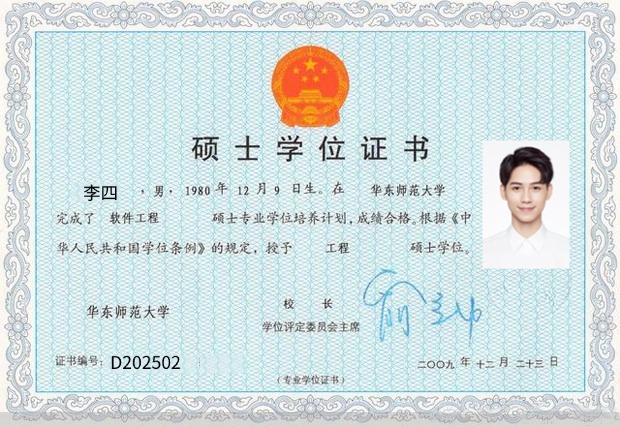 硕士学位证书
李四 ，男，1980 年 12 月 9 日生。在 华东师范大学
完成了 软件工程 硕士专业学位培养计划，成绩合格。根据《中
华人民共和国学位条例》的规定，授予 工程 硕士学位。
华东师范大学
校 长
学位评定委员会主席
证书编号：D202502
二〇〇九 年 十二 月 二十三 日
（专业学位证书）